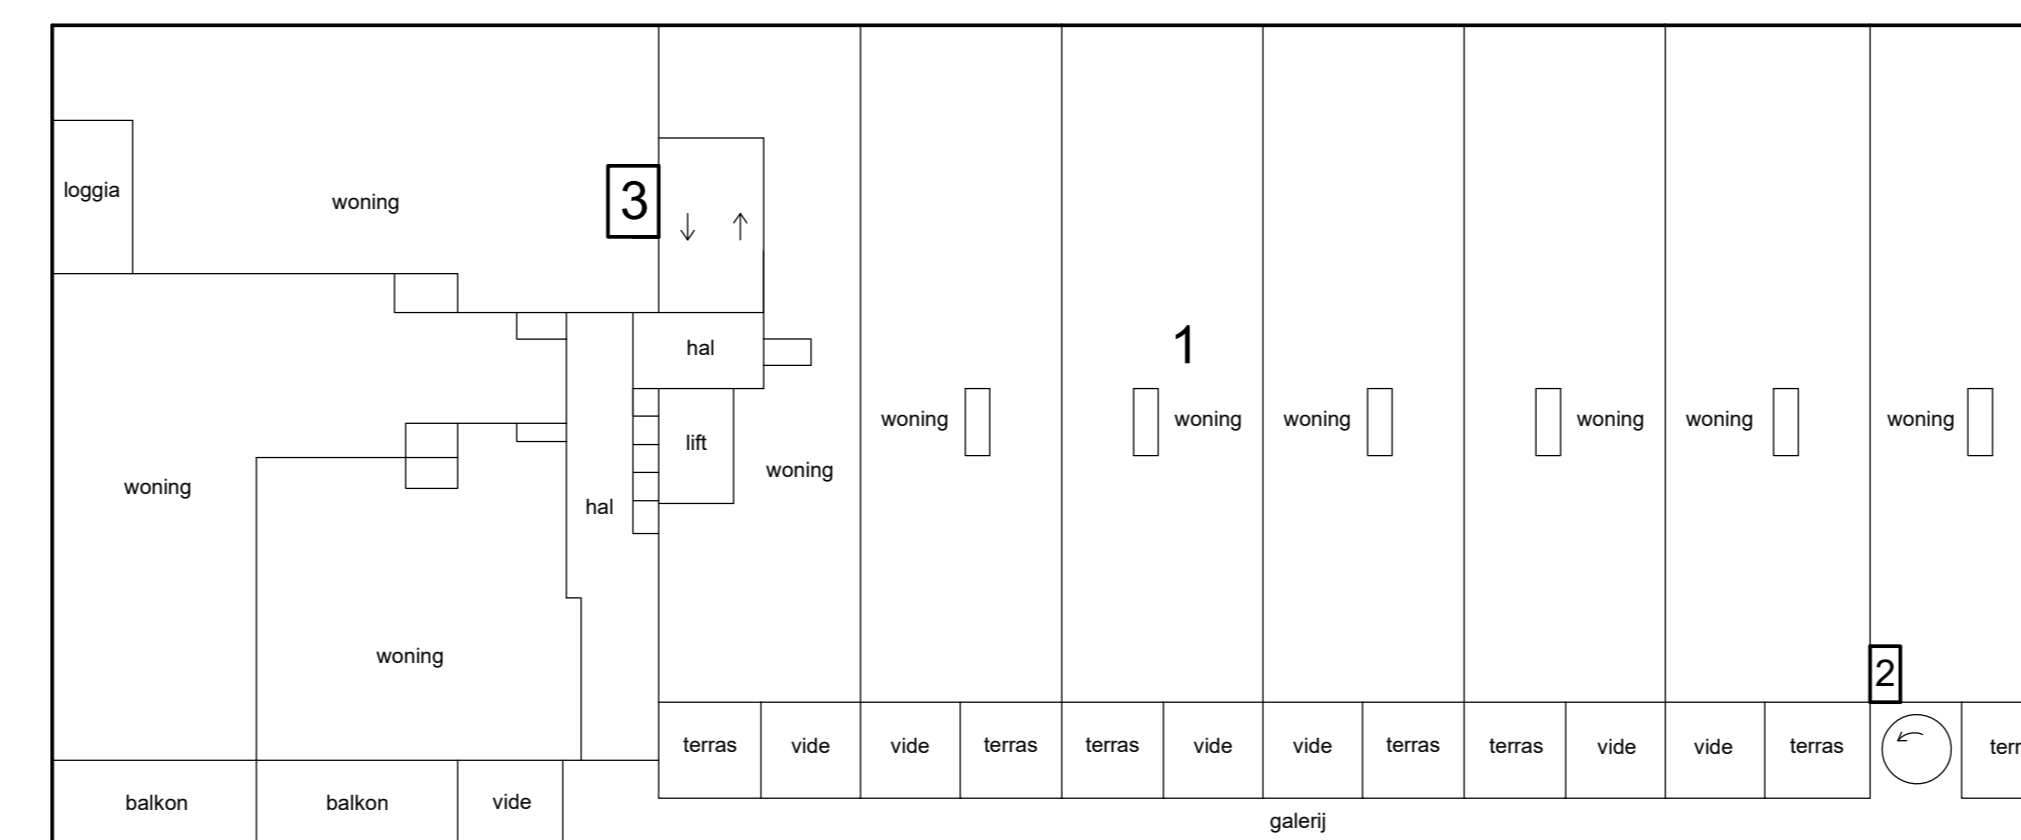 loggia
woning
3
hal
1
woning
woning
woning
woning
woning
woning
lift
woning
woning
hal
woning
2
terras
vide
vide
terras
terras
vide
vide
terras
terras
vide
vide
terras
terr
balkon
balkon
vide
galerij